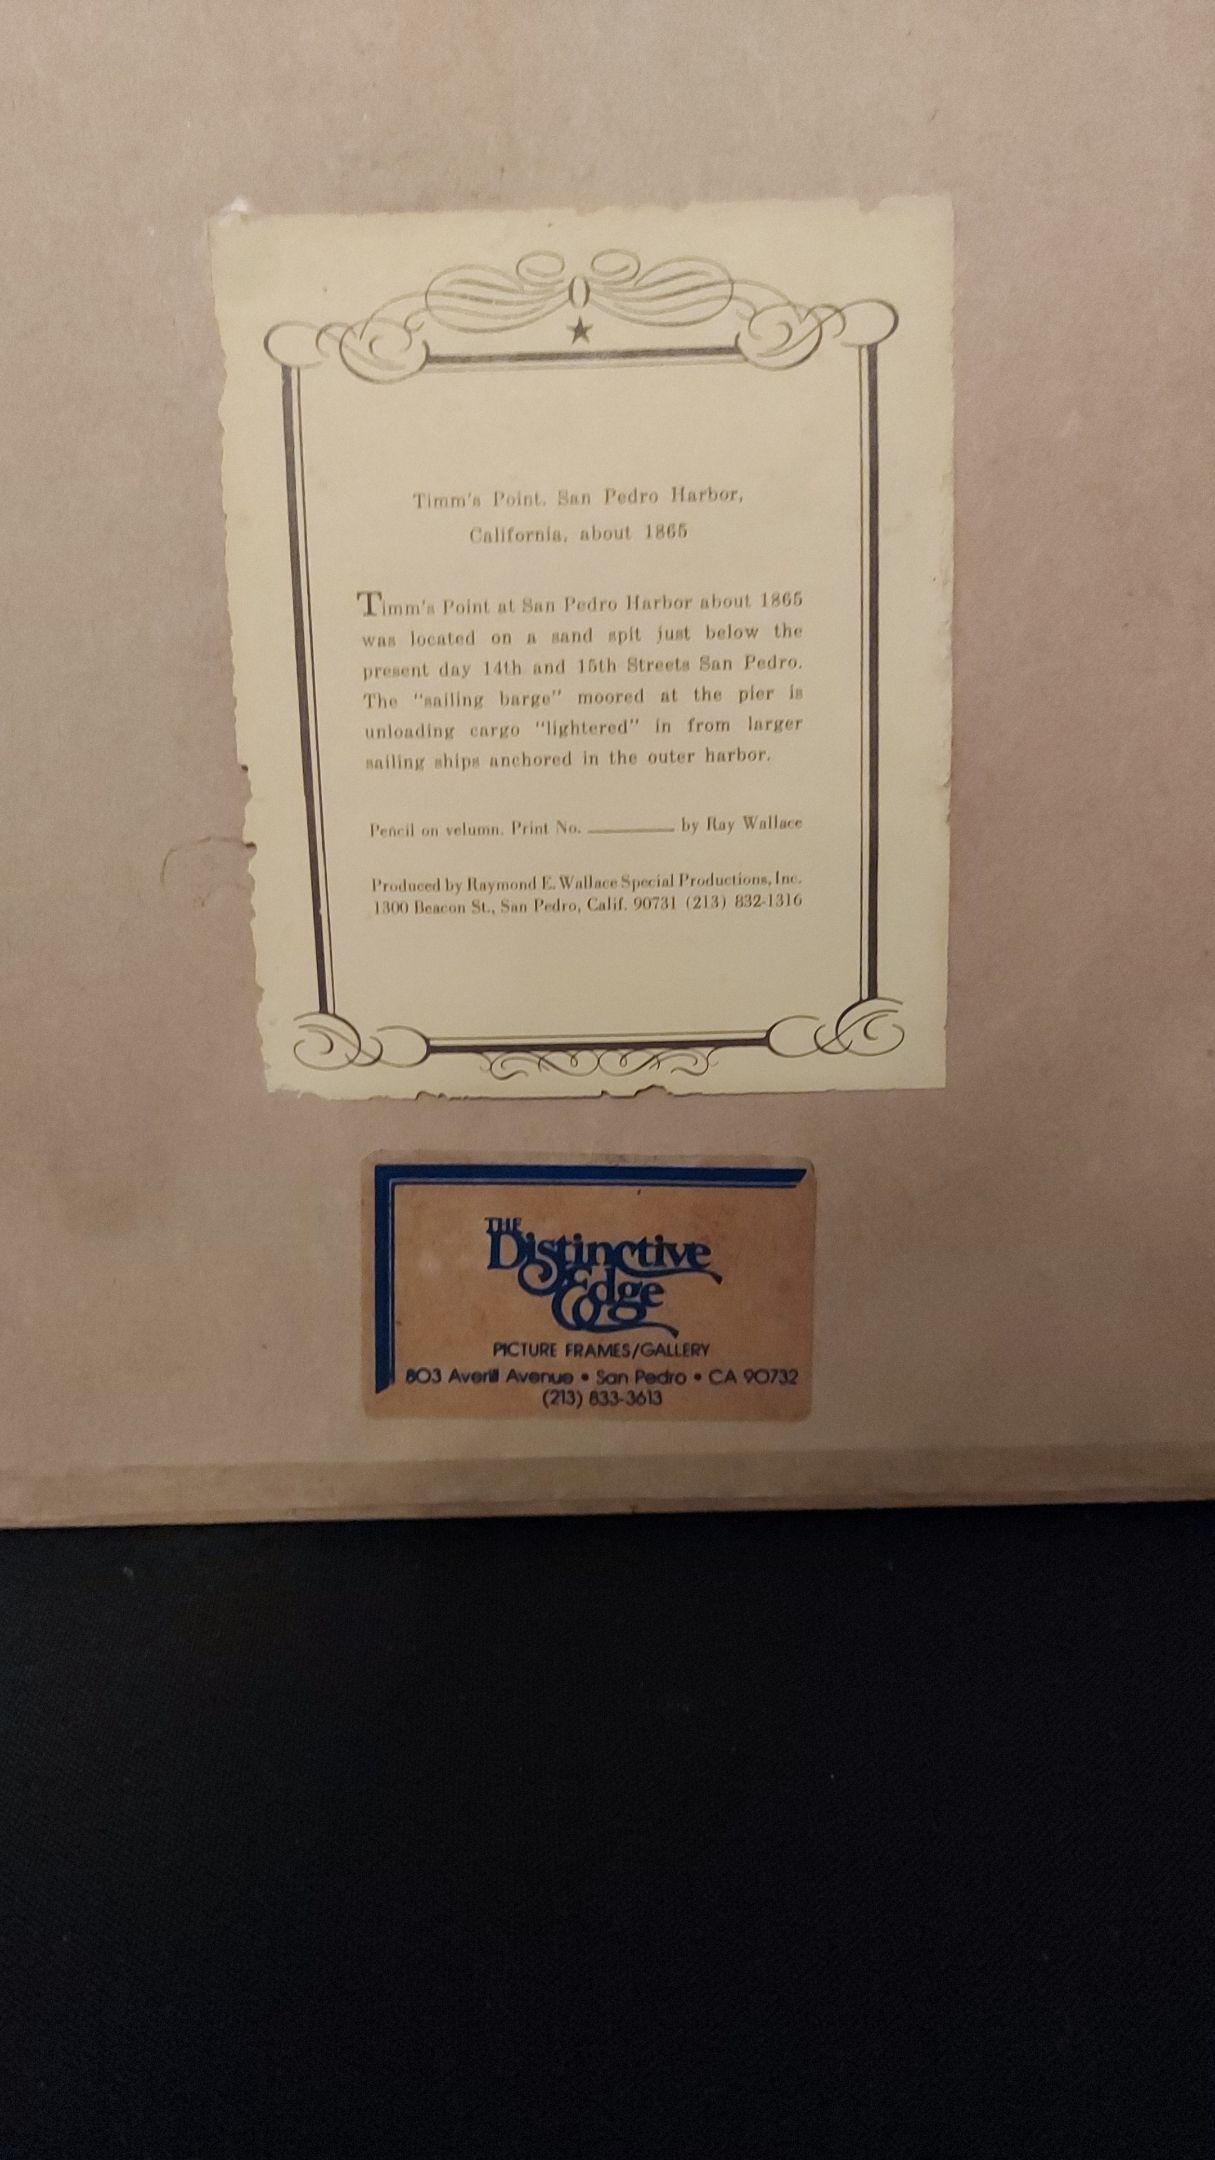 Timm's Point, San Pedro Harbor,
California, about 1865
Timm's Point at San Pedro Harbor about 1865
was located on a sand spit just below the
present day 14th and 15th Streets San Pedro.
The "sailing barge" moored at the pier is
unloading cargo "lightered" in from larger
sailing ships anchored in the outer harbor.
Pencil on velumn. Print No. ________ by Ray Wallace
Produced by Raymond E. Wallace Special Productions, Inc.
1300 Beacon St., San Pedro, Calif. 90731 (213) 832-1316
THE
Distinctive
Edge
PICTURE FRAMES/GALLERY
803 Averill Avenue • San Pedro • CA 90732
(213) 833-3613